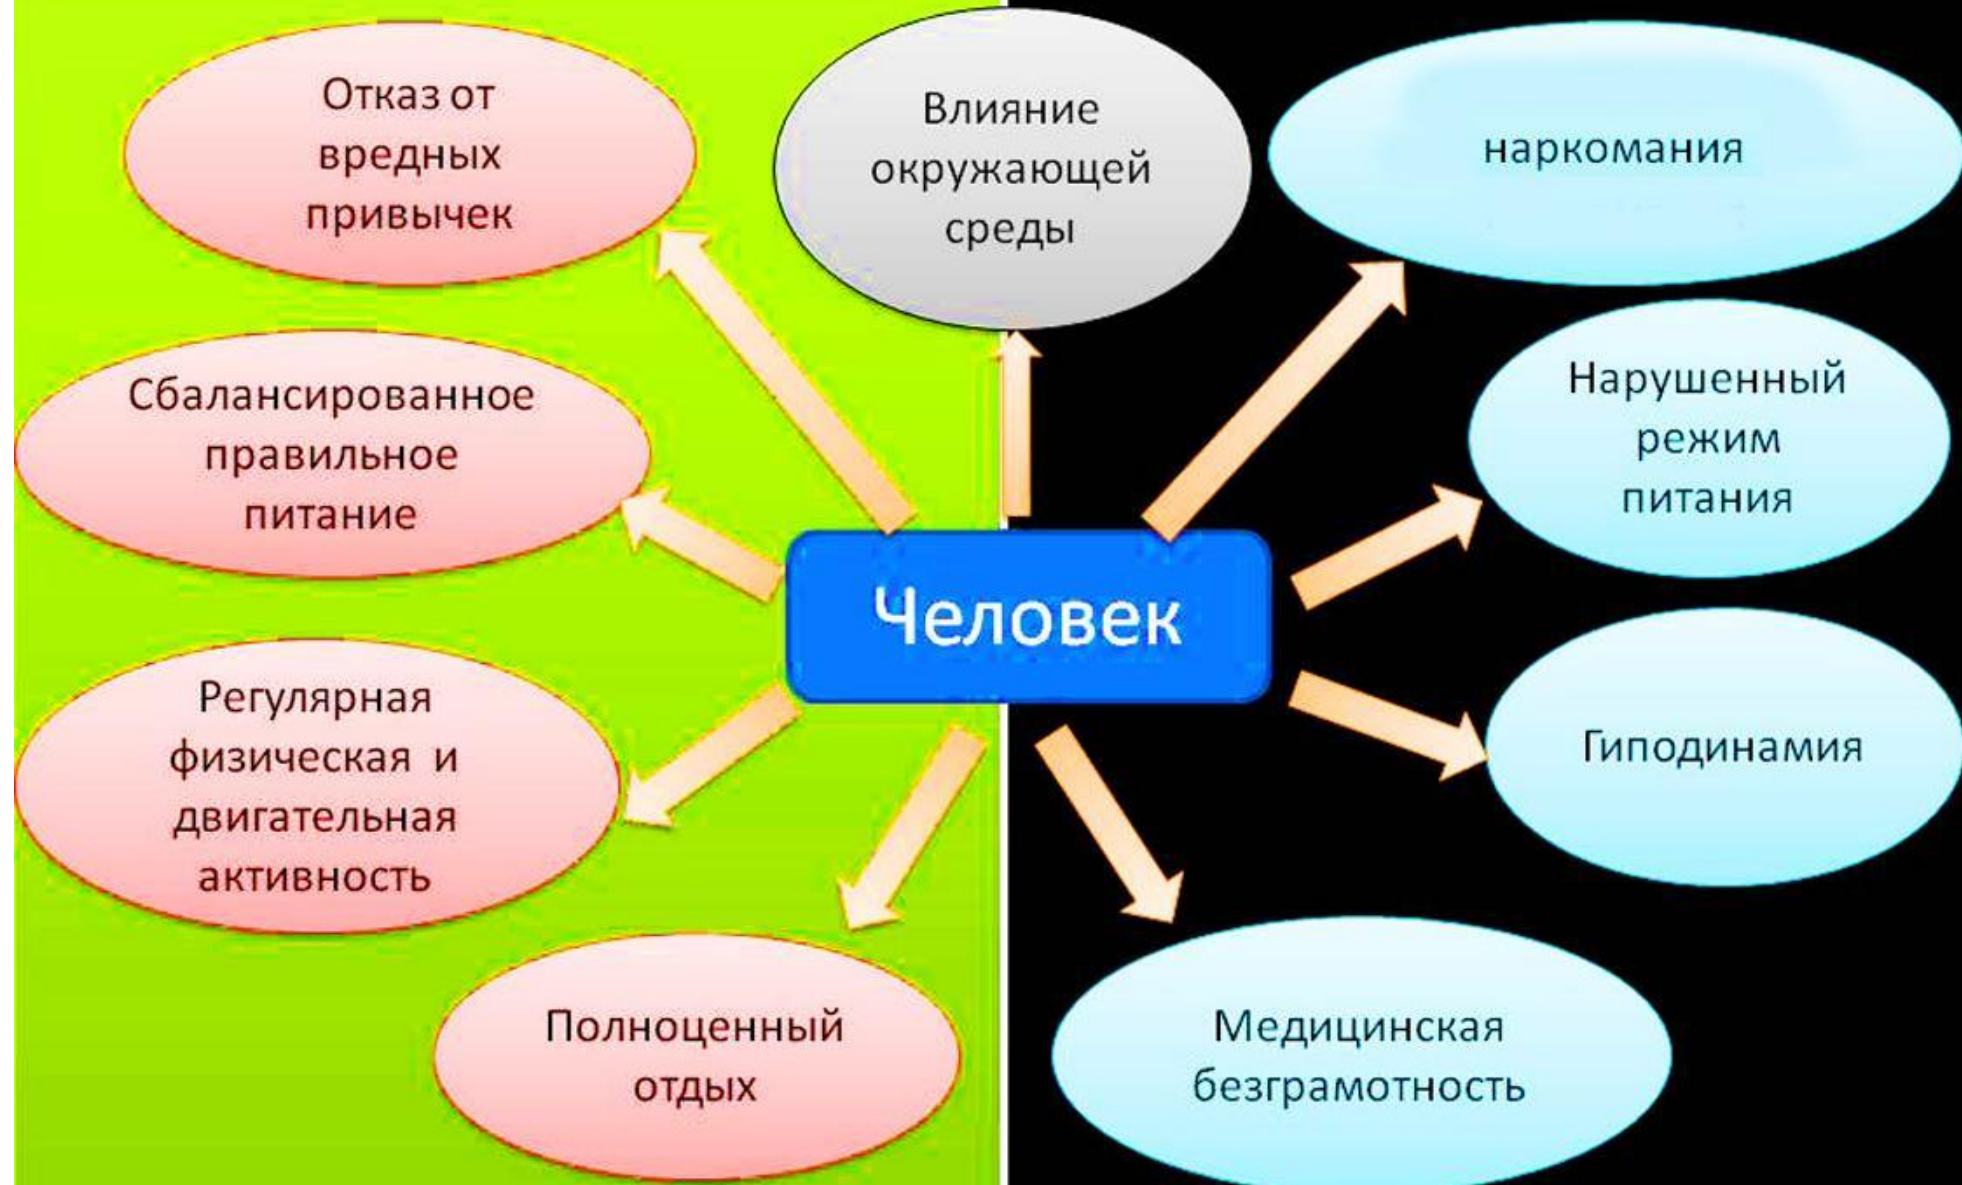 Отказ от
вредных
привычек
Влияние
окружающей
среды
наркомания
Сбалансированное
правильное
питание
Нарушенный
режим
питания
Человек
Регулярная
физическая и
двигательная
активность
Гиподинамия
Полноценный
отдых
Медицинская
безграмотность